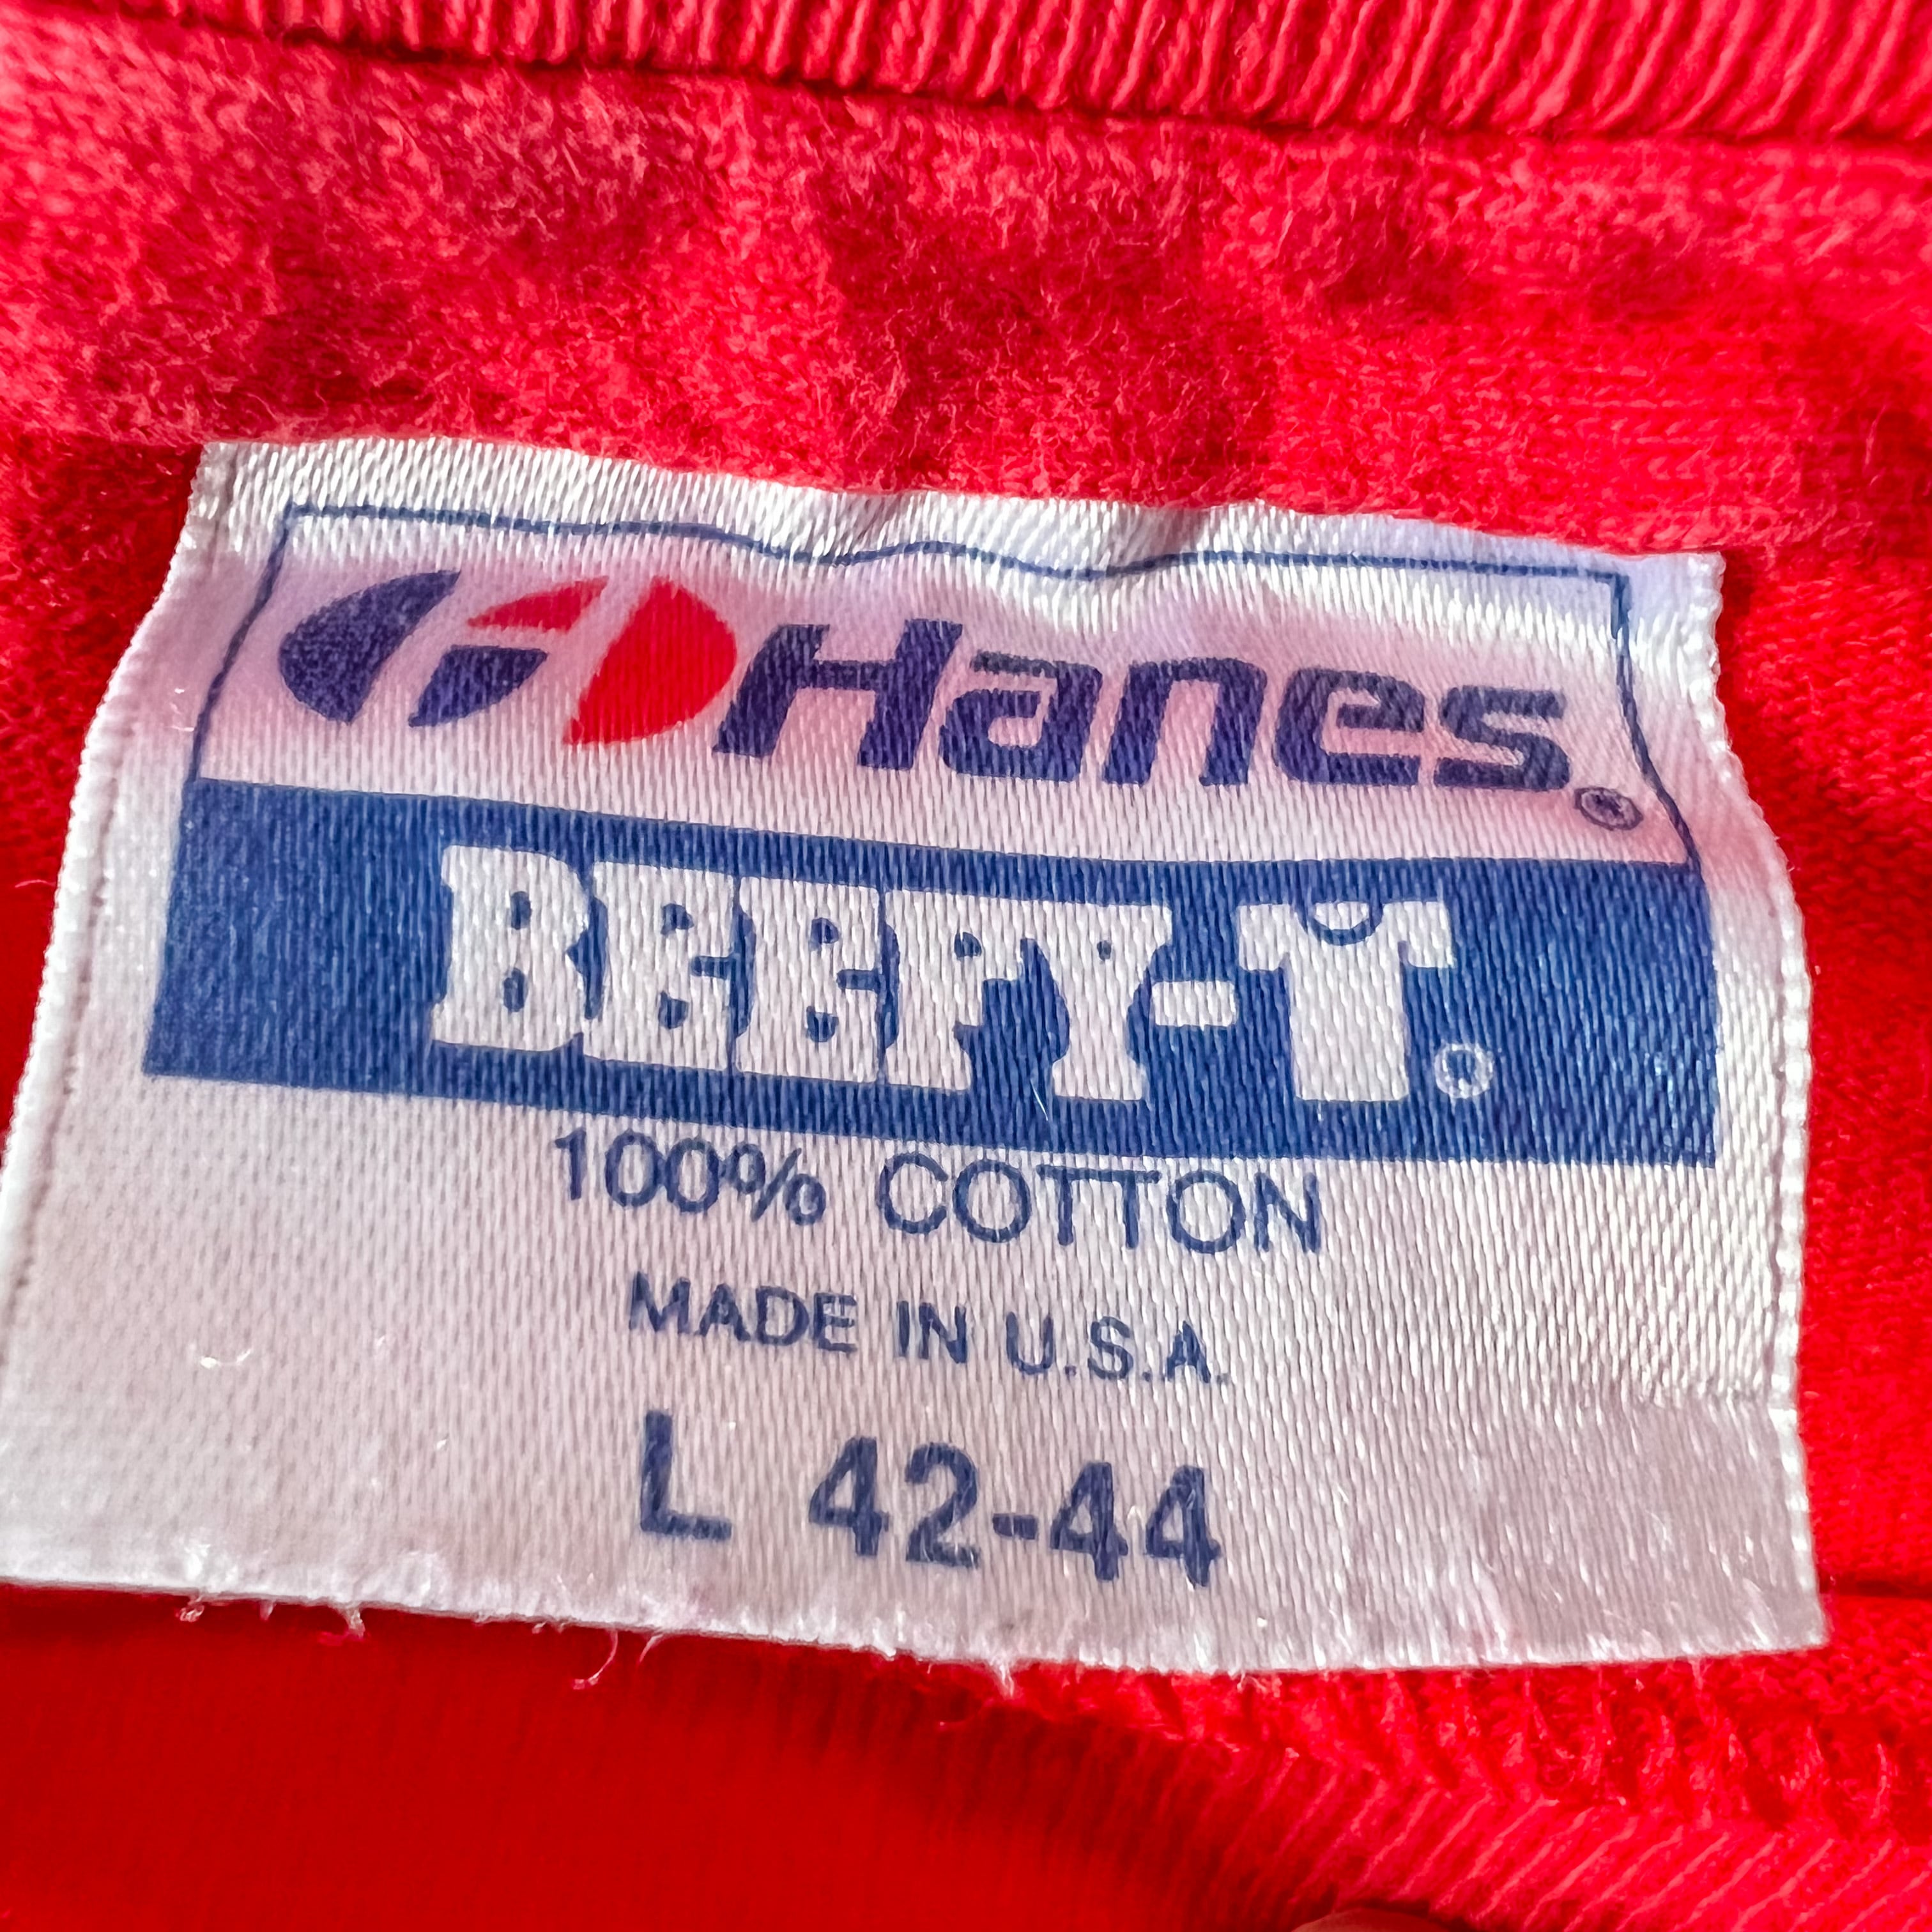 Hanes®
BEEFY-T®
100% COTTON
MADE IN U.S.A.
L 42-44